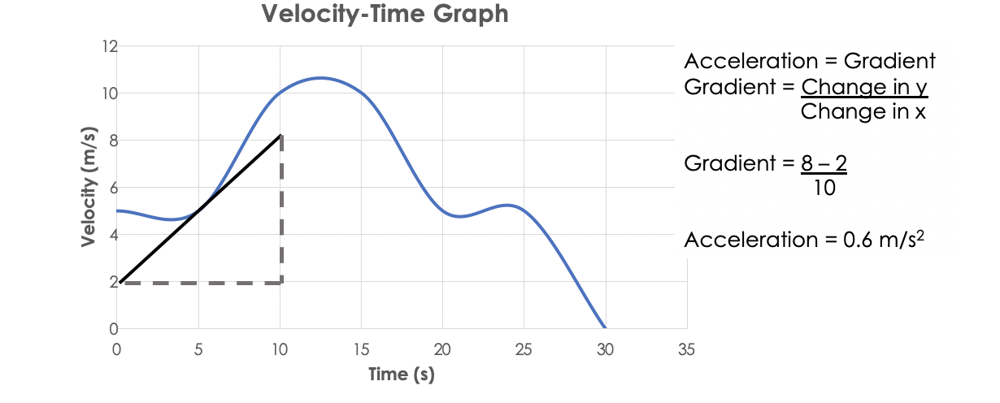 Velocity-Time Graph
12
10
8
6
4
2
0
Velocity (m/s)
0 5 10 15 20 25 30 35
Time (s)
Acceleration = Gradient
Gradient = Change in y
Change in x
Gradient = 8 – 2
10
Acceleration = 0.6 m/s²